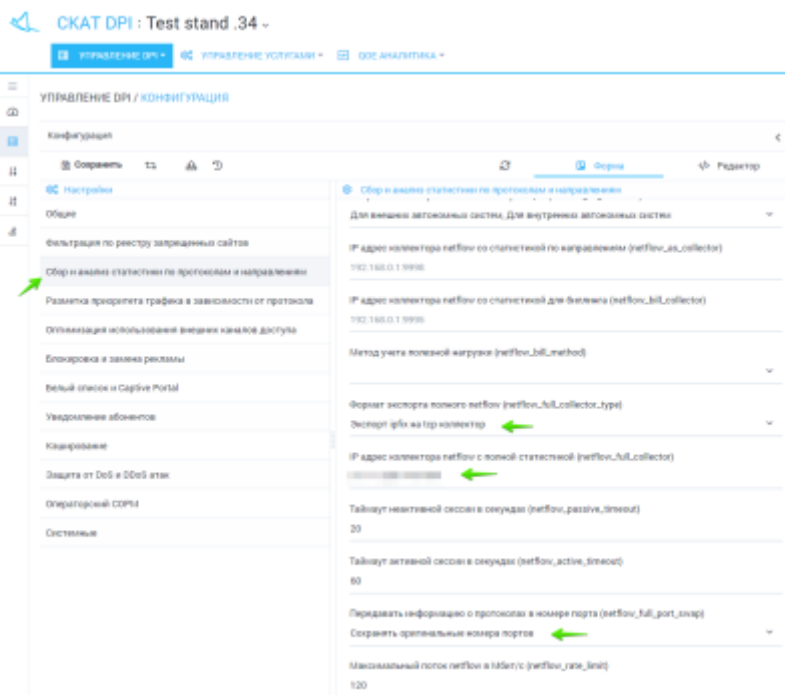 СКАТ DPI : Test stand .34
УПРАВЛЕНИЕ DPI
УПРАВЛЕНИЕ УСЛУГАМИ
QOE АНАЛИТИКА
УПРАВЛЕНИЕ DPI / КОНФИГУРАЦИЯ
Конфигурация
Сохранить
Форма
Редактор
Настройки
Общие
Фильтрация по реестру запрещенных сайтов
Сбор и анализ статистики по протоколам и направлениям
Разметка приоритета трафика в зависимости от протокола
Оптимизация использования внешних каналов доступа
Блокировка и замена рекламы
Белый список и Captive Portal
Уведомление абонентов
Кэширование
Защита от DoS и DDoS атак
Операторский СОРМ
Системные
Сбор и анализ статистики по протоколам и направлениям
Для внешних автономных систем, Для внутренних автономных систем
IP адрес коллектора netflow со статистикой по направлениям (netflow_as_collector)
192.168.0.1:9996
IP адрес коллектора netflow со статистикой для биллинга (netflow_bill_collector)
192.168.0.1:9995
Метод учета полезной нагрузки (netflow_bill_method)
Формат экспорта полного netflow (netflow_full_collector_type)
Экспорт ipfix на tcp коллектор
IP адрес коллектора netflow с полной статистикой (netflow_full_collector)
Таймаут неактивной сессии в секундах (netflow_passive_timeout)
20
Таймаут активной сессии в секундах (netflow_active_timeout)
60
Передавать информацию о протоколах в номере порта (netflow_full_port_swap)
Сохранять оригинальные номера портов
Максимальный поток netflow в Мбит/с (netflow_rate_limit)
120